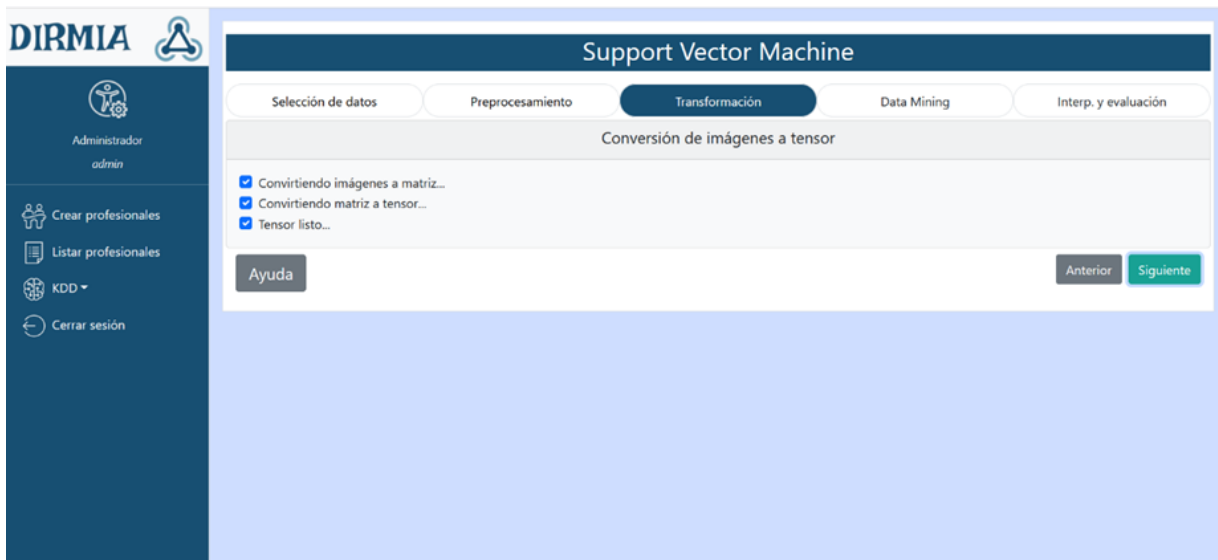 DIRMIA
Administrador
admin
Crear profesionales
Listar profesionales
KDD
Cerrar sesión
Support Vector Machine
Selección de datos
Preprocesamiento
Transformación
Data Mining
Interp. y evaluación
Conversión de imágenes a tensor
Convirtiendo imágenes a matriz...
Convirtiendo matriz a tensor...
Tensor listo...
Ayuda
Anterior
Siguiente